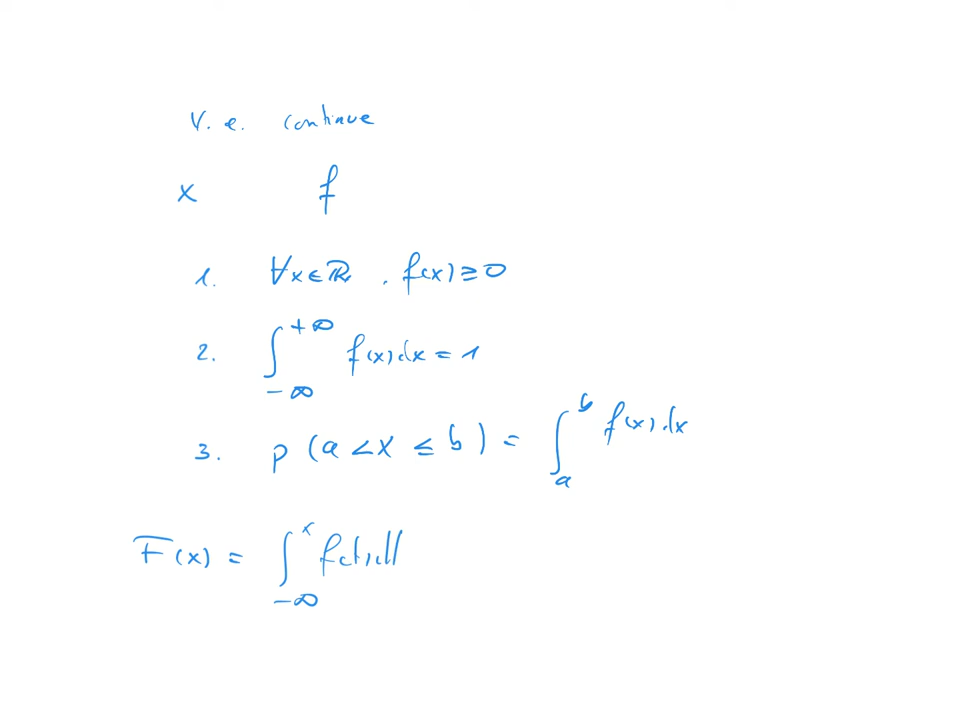 V. e. continue
x f
1. ∀x∈ℝ . f(x) ≥ 0
2. ∫_{-∞}^{+∞} f(x).dx = 1
3. p (a < X ≤ b) = ∫_a^b f(x).dx
F(x) = ∫_{-∞}^x f(t).dt